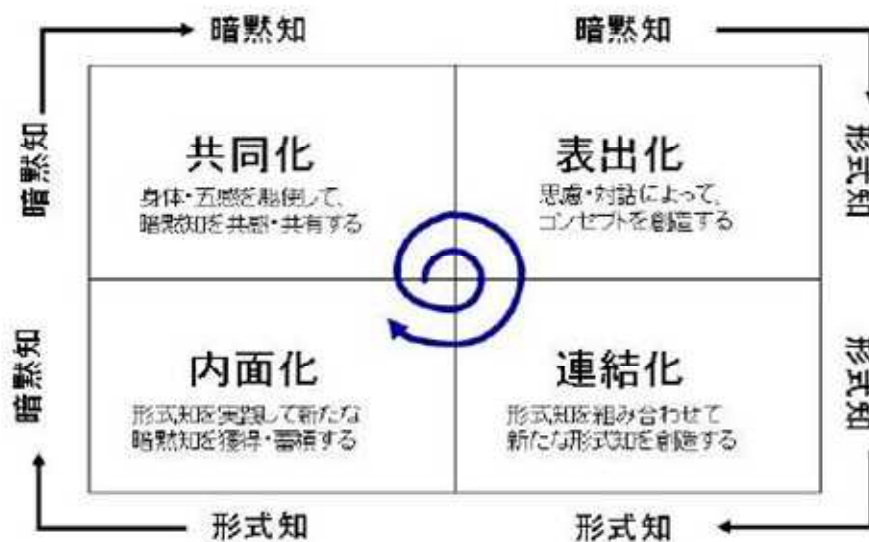 暗黙知
暗黙知
暗黙知
形式知
共同化
身体・五感を駆使して、
暗黙知を共感・共有する
表出化
思慮・対話によって、
コンセプトを創造する
暗黙知
形式知
内面化
形式知を実践して新たな
暗黙知を獲得・蓄積する
連結化
形式知を組み合わせて
新たな形式知を創造する
形式知
形式知